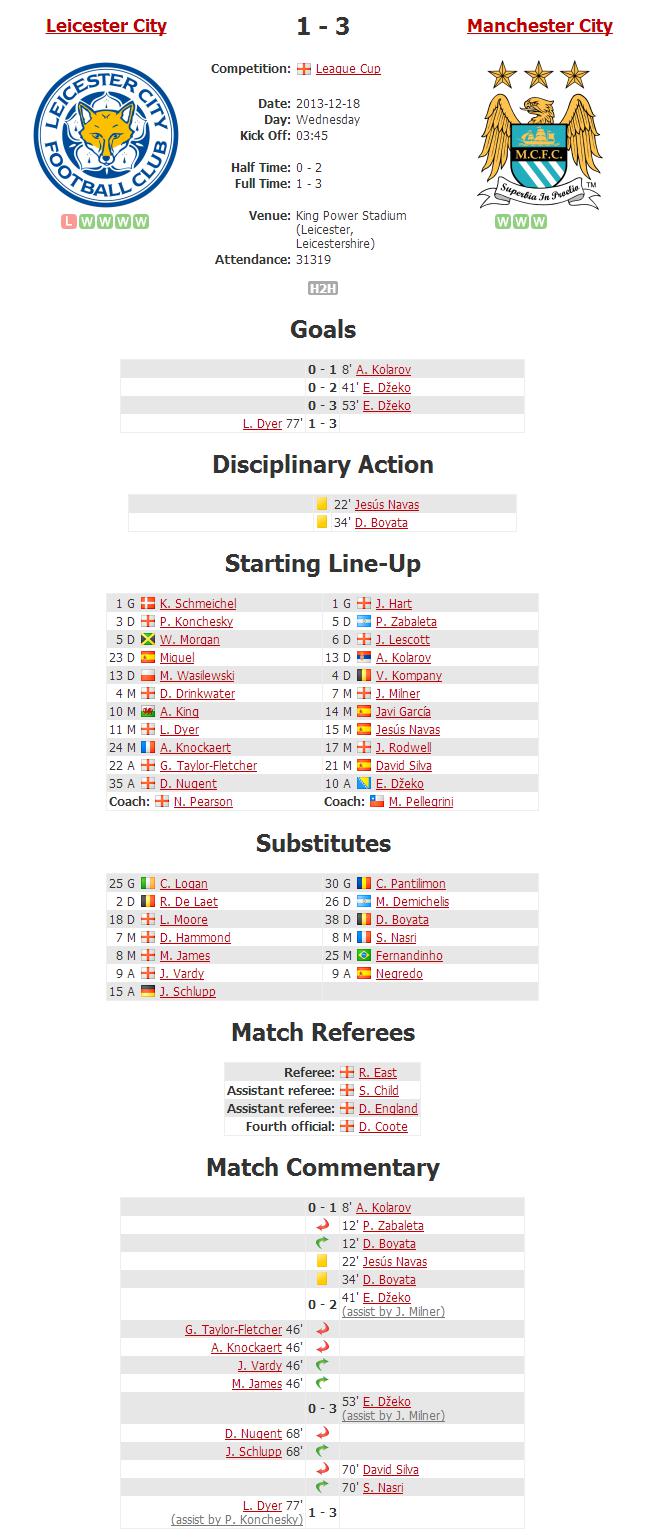 Leicester City
1 - 3
Manchester City
Competition: League Cup
Date: 2013-12-18
Day: Wednesday
Kick Off: 03:45
Half Time: 0 - 2
Full Time: 1 - 3
Venue: King Power Stadium
(Leicester,
Leicestershire)
Attendance: 31319
LEICESTER CITY
FOOTBALL CLUB
L W W W W
M.C.F.C.
Superbia In Proelio
TM
W W W
H2H
Goals
0 - 1 8' A. Kolarov
0 - 2 41' E. Džeko
0 - 3 53' E. Džeko
L. Dyer 77' 1 - 3
Disciplinary Action
22' Jesús Navas
34' D. Boyata
Starting Line-Up
1 G K. Schmeichel 1 G J. Hart
3 D P. Konchesky 5 D P. Zabaleta
5 D W. Morgan 6 D J. Lescott
23 D Miguel 13 D A. Kolarov
13 D M. Wasilewski 4 D V. Kompany
4 M D. Drinkwater 7 M J. Milner
10 M A. King 14 M Javi García
11 M L. Dyer 15 M Jesús Navas
24 M A. Knockaert 17 M J. Rodwell
22 A G. Taylor-Fletcher 21 M David Silva
35 A D. Nugent 10 A E. Džeko
Coach: N. Pearson Coach: M. Pellegrini
Substitutes
25 G C. Logan 30 G C. Pantilimon
2 D R. De Laet 26 D M. Demichelis
18 D L. Moore 38 D D. Boyata
7 M D. Hammond 8 M S. Nasri
8 M M. James 25 M Fernandinho
9 A J. Vardy 9 A Negredo
15 A J. Schlupp
Match Referees
Referee: R. East
Assistant referee: S. Child
Assistant referee: D. England
Fourth official: D. Coote
Match Commentary
0 - 1 8' A. Kolarov
12' P. Zabaleta
12' D. Boyata
22' Jesús Navas
34' D. Boyata
0 - 2 41' E. Džeko
(assist by J. Milner)
G. Taylor-Fletcher 46'
A. Knockaert 46'
J. Vardy 46'
M. James 46'
0 - 3 53' E. Džeko
(assist by J. Milner)
D. Nugent 68'
J. Schlupp 68'
70' David Silva
70' S. Nasri
L. Dyer 77' 1 - 3
(assist by P. Konchesky)